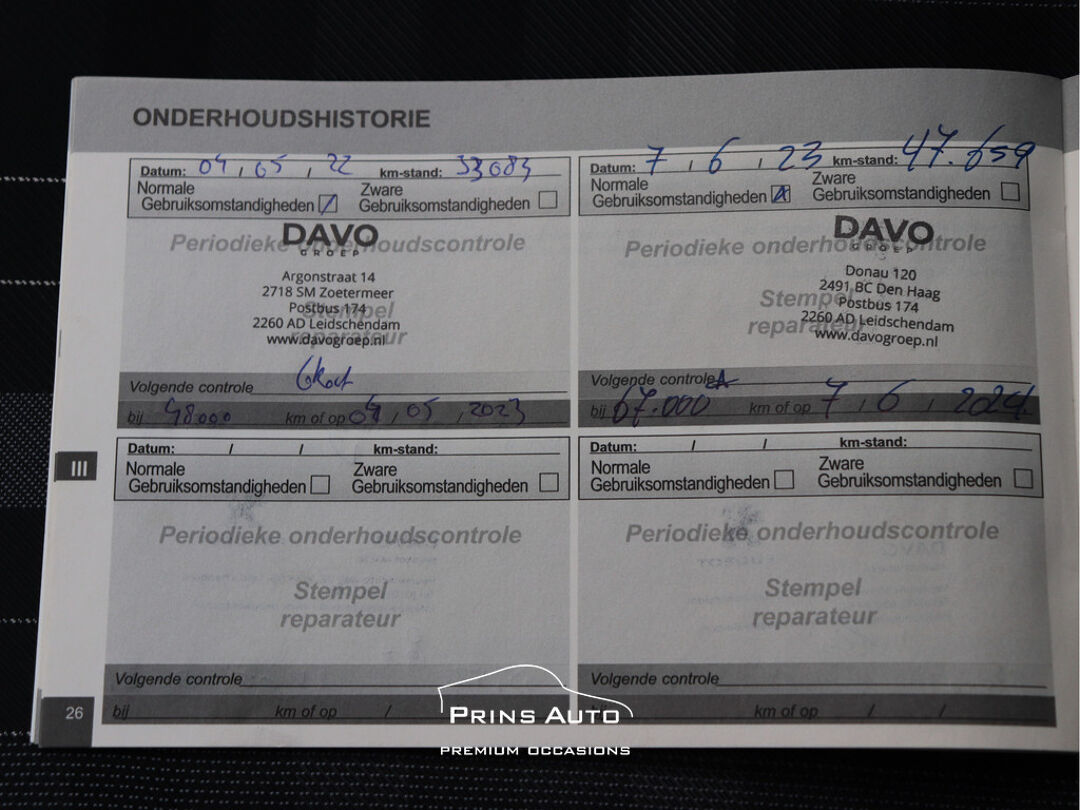 ONDERHOUDSHISTORIE
Datum: 04 / 05 / 22 km-stand: 33083
Normale
Gebruiksomstandigheden
Zware
Gebruiksomstandigheden
Periodieke onderhoudscontrole
DAVO
GROEP
Argonstraat 14
2718 SM Zoetermeer
Postbus 174
2260 AD Leidschendam
www.davogroep.nl
Stempel
reparateur
Volgende controle
bij 48.000 km of op 04 / 05 / 2023
Datum: 7 / 6 / 23 km-stand: 47.659
Normale
Gebruiksomstandigheden
Zware
Gebruiksomstandigheden
Periodieke onderhoudscontrole
DAVO
GROEP
Donau 120
2491 BC Den Haag
Postbus 174
2260 AD Leidschendam
www.davogroep.nl
Stempel
reparateur
Volgende controle A
bij 67.000 km of op 7 / 6 / 2024
III
Datum: / / km-stand:
Normale
Gebruiksomstandigheden
Zware
Gebruiksomstandigheden
Periodieke onderhoudscontrole
Stempel
reparateur
Volgende controle
bij km of op /
Datum: / / km-stand:
Normale
Gebruiksomstandigheden
Zware
Gebruiksomstandigheden
Periodieke onderhoudscontrole
Stempel
reparateur
Volgende controle
bij km of op / /
26
PRINS AUTO
PREMIUM OCCASIONS